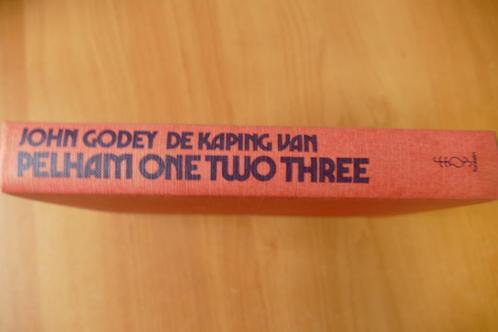 JOHN GODEY DE KAPING VAN
PELHAM ONE TWO THREE